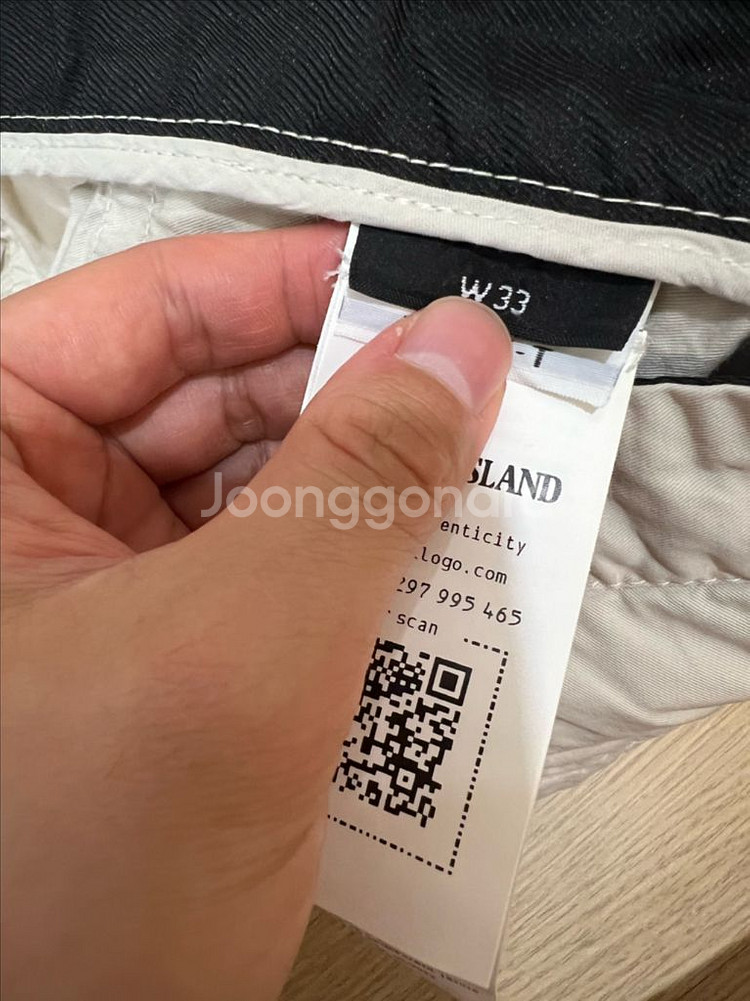 W33
-T
SLAND
Joonggonar
enticity
.logo.com
297 995 465
scan